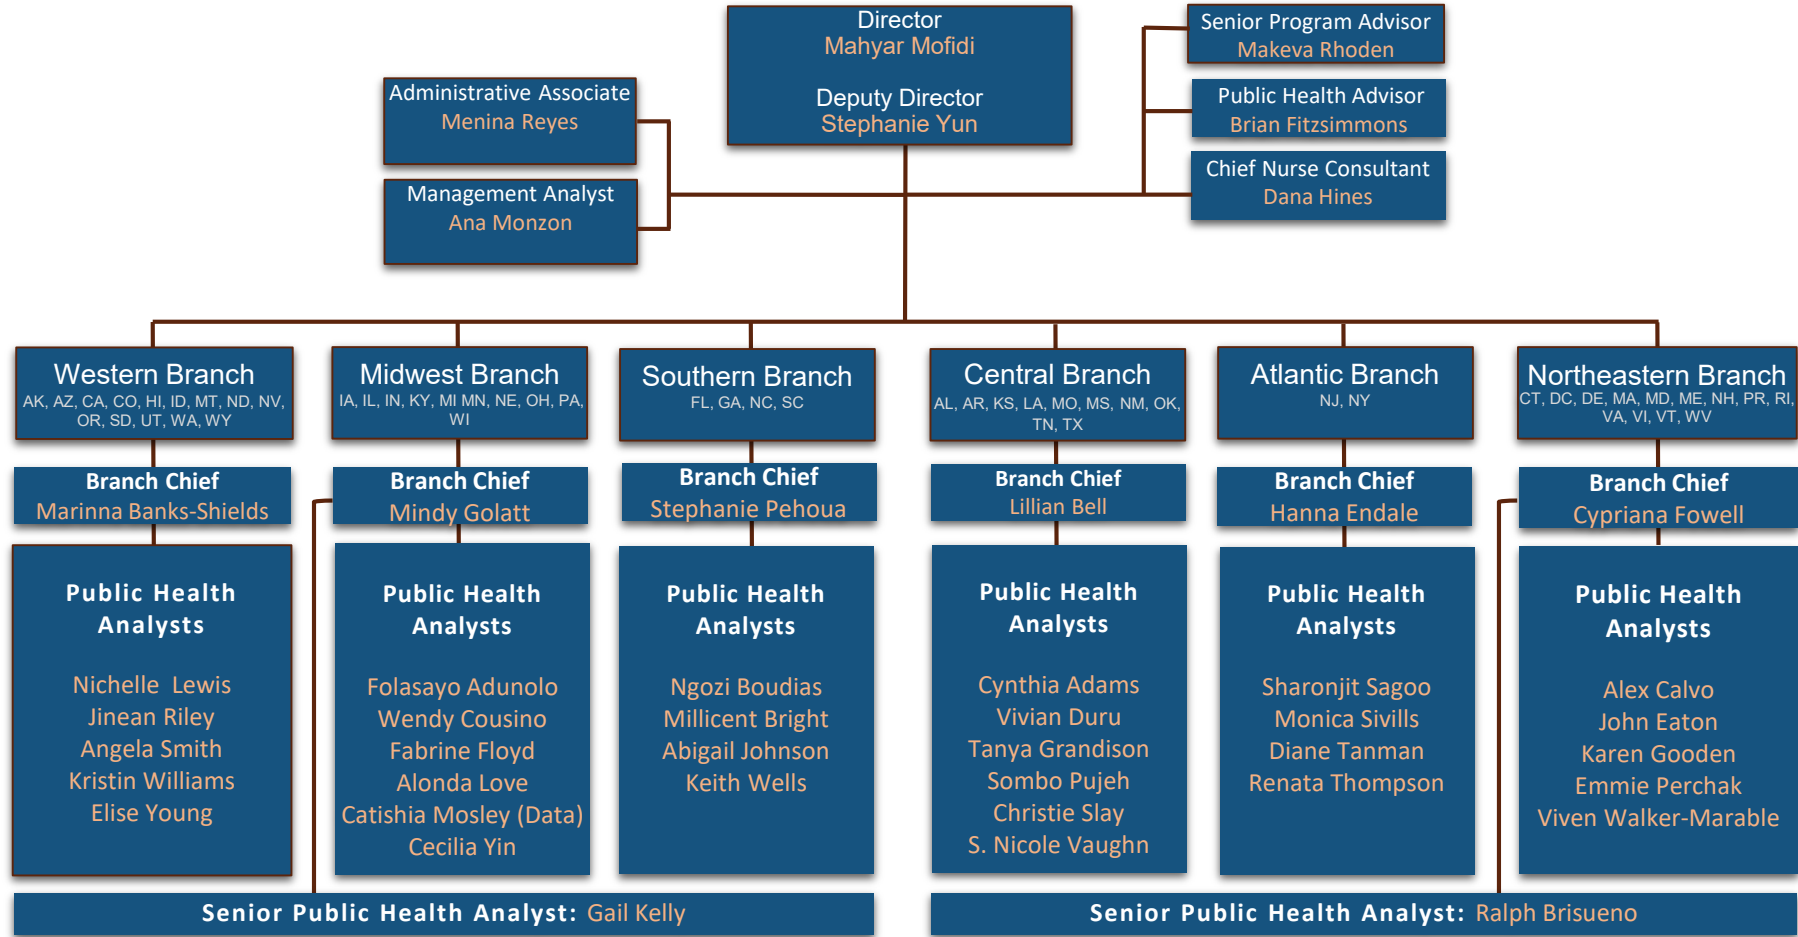 Director
Mahyar Mofidi
Deputy Director
Stephanie Yun
Administrative Associate
Menina Reyes
Management Analyst
Ana Monzon
Senior Program Advisor
Makeva Rhoden
Public Health Advisor
Brian Fitzsimmons
Chief Nurse Consultant
Dana Hines
Western Branch
AK, AZ, CA, CO, HI, ID, MT, ND, NV,
OR, SD, UT, WA, WY
Branch Chief
Marinna Banks-Shields
Public Health
Analysts
Nichelle  Lewis
Jinean Riley
Angela Smith
Kristin Williams
Elise Young
Midwest Branch
IA, IL, IN, KY, MI MN, NE, OH, PA,
WI
Branch Chief
Mindy Golatt
Public Health
Analysts
Folasayo Adunolo
Wendy Cousino
Fabrine Floyd
Alonda Love
Catishia Mosley (Data)
Cecilia Yin
Southern Branch
FL, GA, NC, SC
Branch Chief
Stephanie Pehoua
Public Health
Analysts
Ngozi Boudias
Millicent Bright
Abigail Johnson
Keith Wells
Senior Public Health Analyst: Gail Kelly
Central Branch
AL, AR, KS, LA, MO, MS, NM, OK,
TN, TX
Branch Chief
Lillian Bell
Public Health
Analysts
Cynthia Adams
Vivian Duru
Tanya Grandison
Sombo Pujeh
Christie Slay
S. Nicole Vaughn
Atlantic Branch
NJ, NY
Branch Chief
Hanna Endale
Public Health
Analysts
Sharonjit Sagoo
Monica Sivills
Diane Tanman
Renata Thompson
Northeastern Branch
CT, DC, DE, MA, MD, ME, NH, PR, RI,
VA, VI, VT, WV
Branch Chief
Cypriana Fowell
Public Health
Analysts
Alex Calvo
John Eaton
Karen Gooden
Emmie Perchak
Viven Walker-Marable
Senior Public Health Analyst: Ralph Brisueno